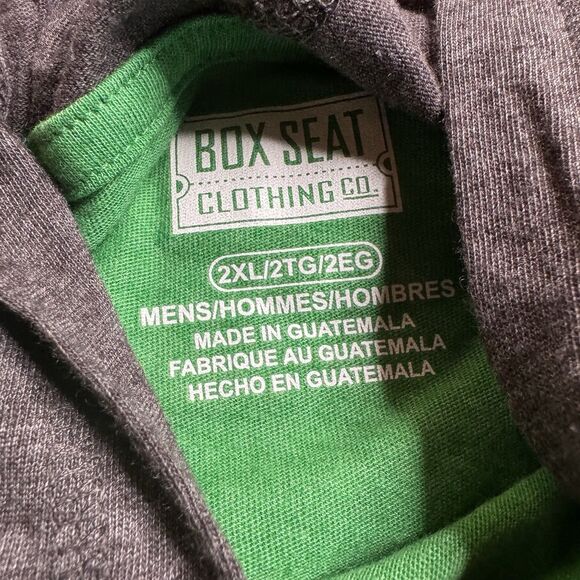 BOX SEAT
CLOTHING CO.
2XL/2TG/2EG
MENS/HOMMES/HOMBRES
MADE IN GUATEMALA
FABRIQUE AU GUATEMALA
HECHO EN GUATEMALA